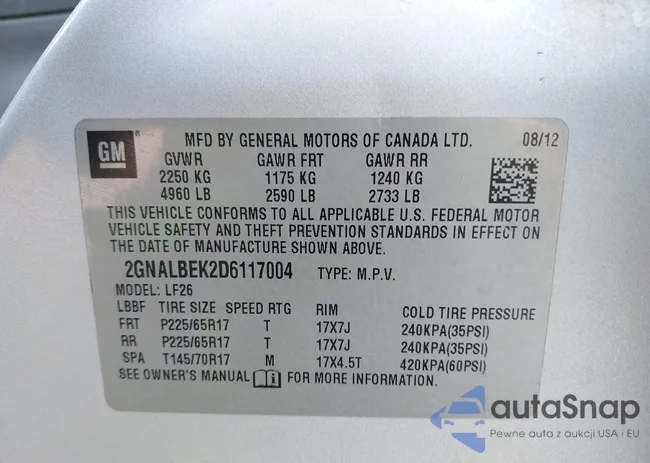 GM
MFD BY GENERAL MOTORS OF CANADA LTD. 08/12
GVWR GAWR FRT GAWR RR
2250 KG 1175 KG 1240 KG
4960 LB 2590 LB 2733 LB
THIS VEHICLE CONFORMS TO ALL APPLICABLE U.S. FEDERAL MOTOR
VEHICLE SAFETY AND THEFT PREVENTION STANDARDS IN EFFECT ON
THE DATE OF MANUFACTURE SHOWN ABOVE.
2GNALBEK2D6117004 TYPE: M.P.V.
MODEL: LF26
LBBF TIRE SIZE SPEED RTG RIM COLD TIRE PRESSURE
FRT P225/65R17 T 17X7J 240KPA(35PSI)
RR P225/65R17 T 17X7J 240KPA(35PSI)
SPA T145/70R17 M 17X4.5T 420KPA(60PSI)
SEE OWNER'S MANUAL i FOR MORE INFORMATION.
autaSnap
Pewne auta z aukcji USA i EU